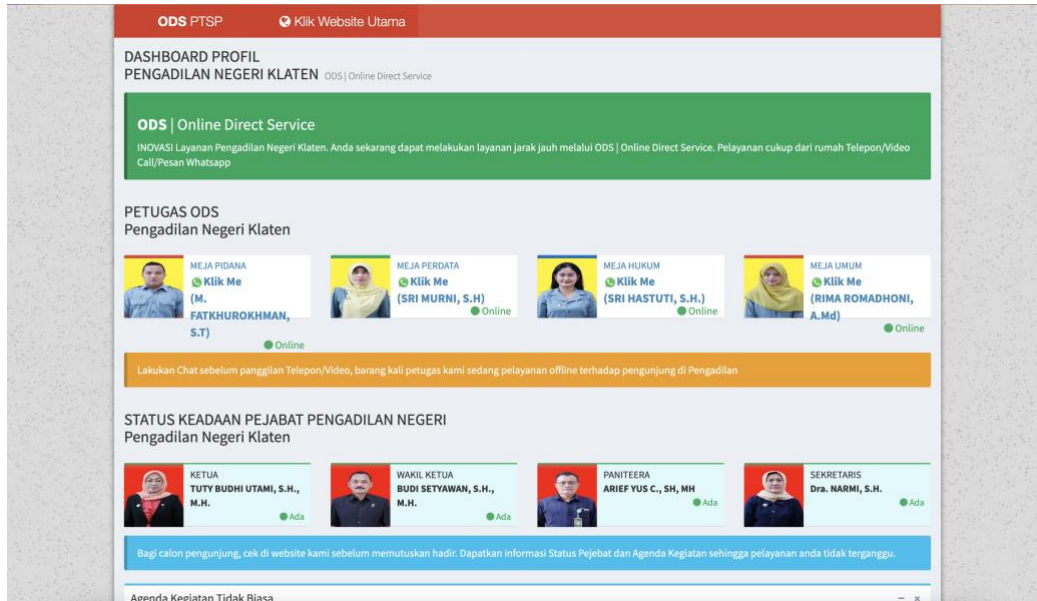 ODS PTSP Klik Website Utama
DASHBOARD PROFIL
PENGADILAN NEGERI KLATEN ODS | Online Direct Service
ODS | Online Direct Service
INOVASI Layanan Pengadilan Negeri Klaten. Anda sekarang dapat melakukan layanan jarak jauh melalui ODS | Online Direct Service. Pelayanan cukup dari rumah Telepon/Video
Call/Pesan Whatsapp
PETUGAS ODS
Pengadilan Negeri Klaten
MEJA PIDANA
Klik Me
(M.
FATKHUROKHMAN,
S.T)
Online
MEJA PERDATA
Klik Me
(SRI MURNI, S.H)
Online
MEJA HUKUM
Klik Me
(SRI HASTUTI, S.H.)
Online
MEJA UMUM
Klik Me
(RIMA ROMADHONI,
A.Md)
Online
Lakukan Chat sebelum panggilan Telepon/Video, barang kali petugas kami sedang pelayanan offline terhadap pengunjung di Pengadilan
STATUS KEADAAN PEJABAT PENGADILAN NEGERI
Pengadilan Negeri Klaten
KETUA
TUTY BUDHI UTAMI, S.H.,
M.H.
Ada
WAKIL KETUA
BUDI SETYAWAN, S.H.,
M.H.
Ada
PANITEERA
ARIEF YUS C., SH, MH
Ada
SEKRETARIS
Dra. NARMI, S.H.
Ada
Bagi calon pengunjung, cek di website kami sebelum memutuskan hadir. Dapatkan informasi Status Pejebat dan Agenda Kegiatan sehingga pelayanan anda tidak terganggu.
Agenda Kegiatan Tidak Biasa